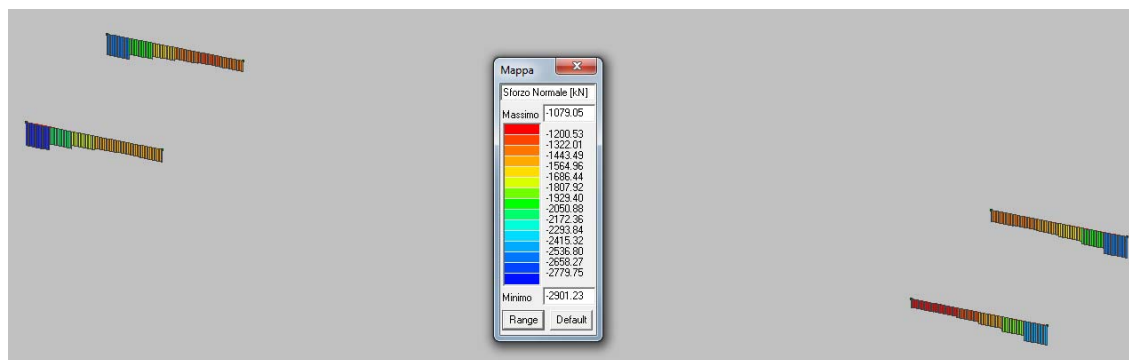 Mappa
Sforzo Normale [kN]
Massimo -1079.05
-1200.53
-1322.01
-1443.49
-1564.96
-1686.44
-1807.92
-1929.40
-2050.88
-2172.36
-2293.84
-2415.32
-2536.80
-2658.27
-2779.75
Minimo -2901.23
Range Default